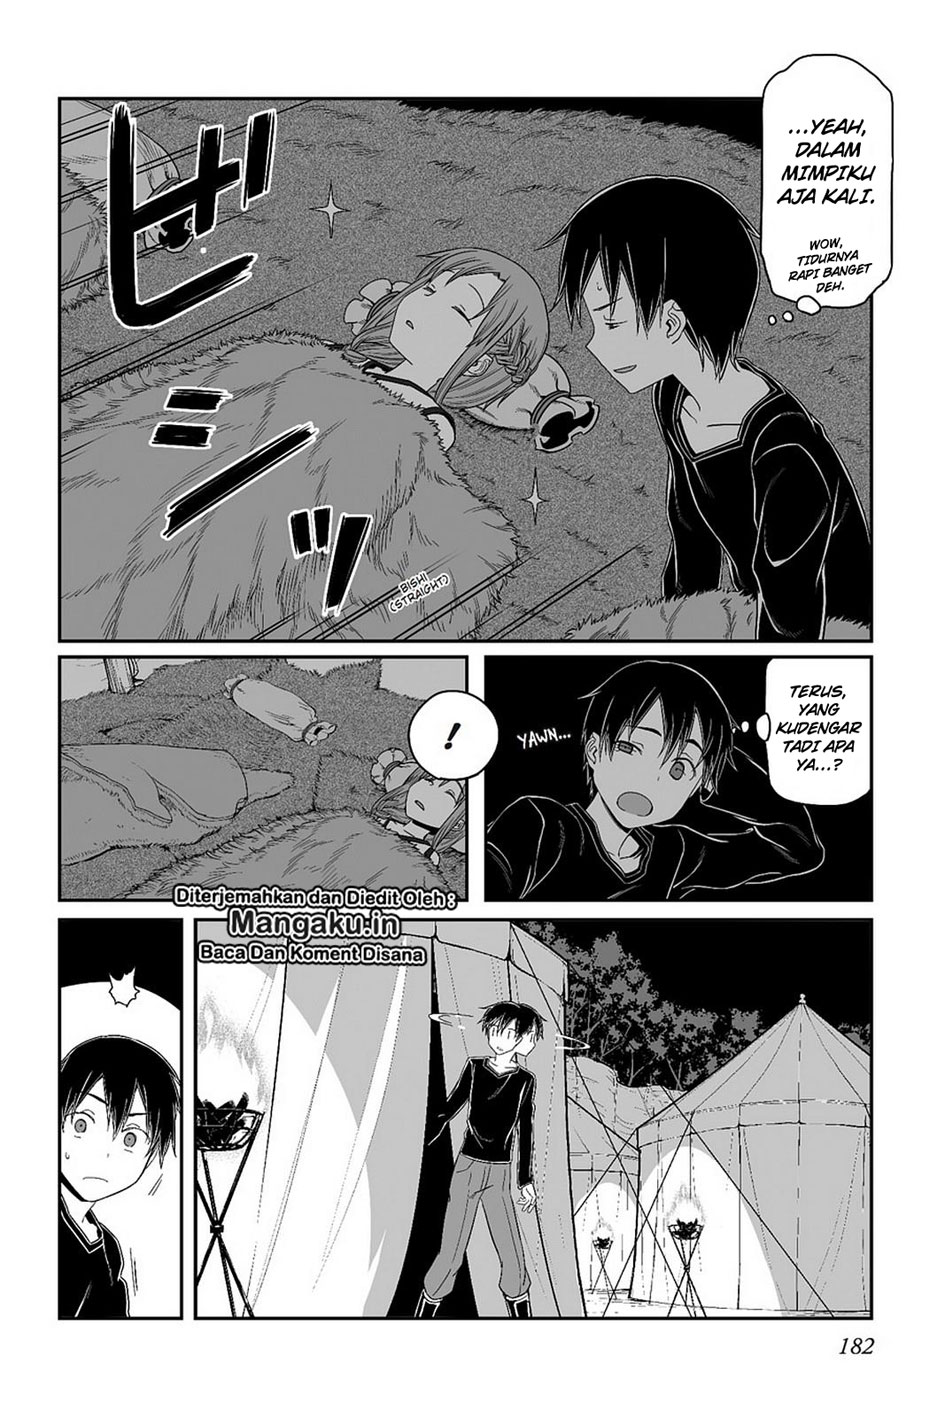 ...YEAH,
DALAM
MIMPIKU
AJA KALI.
WOW,
TIDURNYA
RAPI BANGET
DEH.
ビ
シ
ッ
BISHI
(STRAIGHT)
TERUS,
YANG
KUDENGAR
TADI APA
YA...?
YAWN...
!
Diterjemahkan dan Diedit Oleh :
Mangaku.in
Baca Dan Koment Disana
182